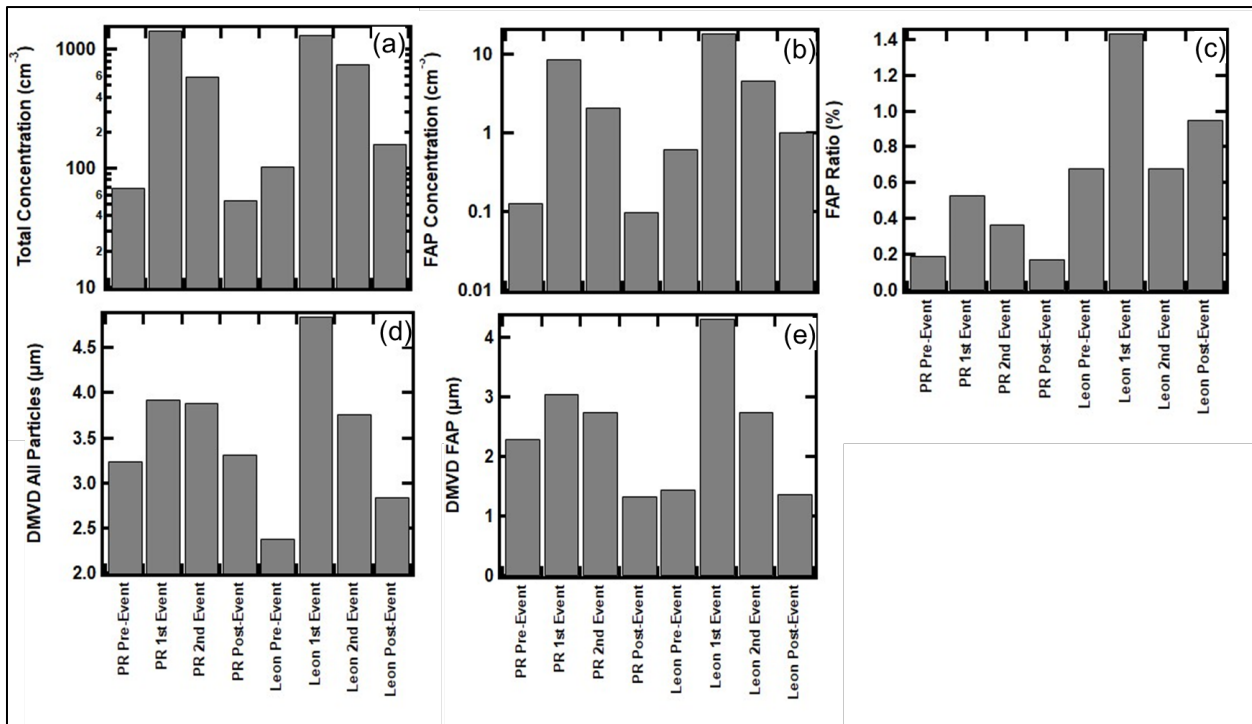 (a)
Total Concentration (cm⁻³)
1000
6
4
2
100
6
4
2
10
(b)
FAP Concentration (cm⁻³)
10
1
0.1
0.01
(c)
FAP Ratio (%)
1.4
1.2
1.0
0.8
0.6
0.4
0.2
0.0
PR Pre-Event
PR 1st Event
PR 2nd Event
PR Post-Event
Leon Pre-Event
Leon 1st Event
Leon 2nd Event
Leon Post-Event
(d)
DMVD All Particles (µm)
4.5
4.0
3.5
3.0
2.5
2.0
PR Pre-Event
PR 1st Event
PR 2nd Event
PR Post-Event
Leon Pre-Event
Leon 1st Event
Leon 2nd Event
Leon Post-Event
(e)
DMVD FAP (µm)
4
3
2
1
0
PR Pre-Event
PR 1st Event
PR 2nd Event
PR Post-Event
Leon Pre-Event
Leon 1st Event
Leon 2nd Event
Leon Post-Event